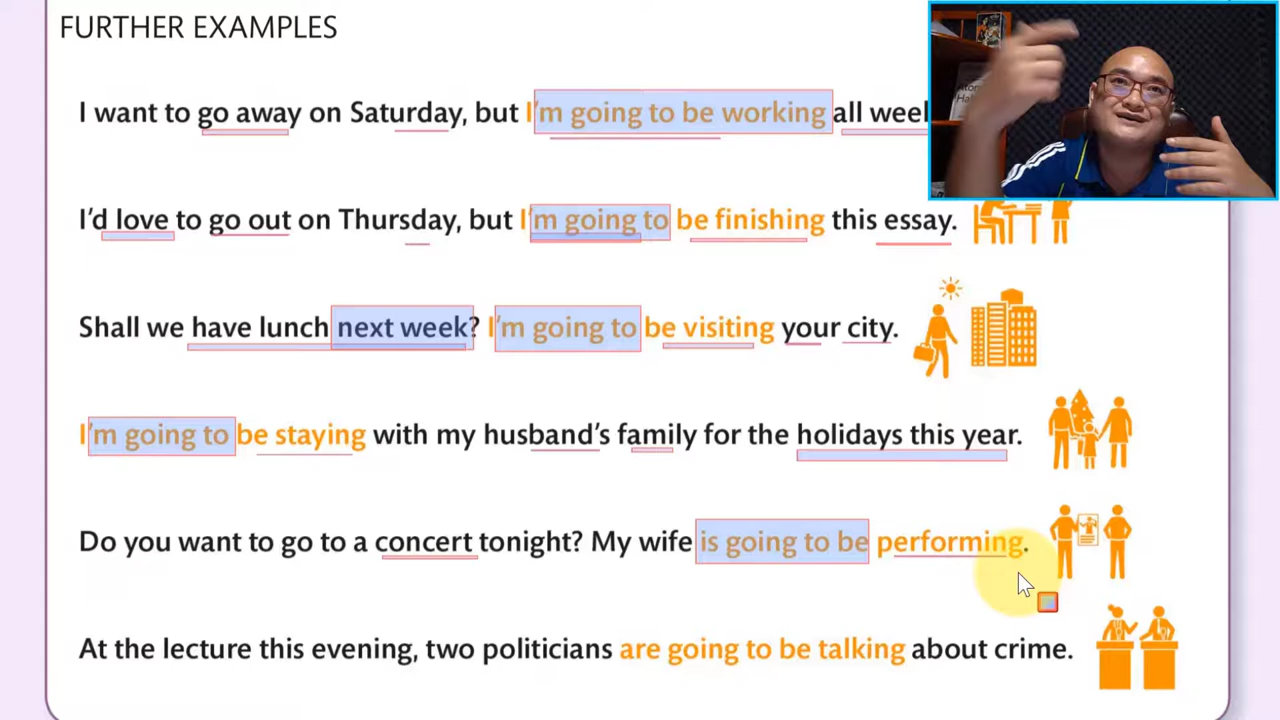 FURTHER EXAMPLES
I want to go away on Saturday, but I'm going to be working all
I'd love to go out on Thursday, but I'm going to be finishing this essay.
Shall we have lunch next week? I'm going to be visiting your city.
I'm going to be staying with my husband's family for the holidays this year.
Do you want to go to a concert tonight? My wife is going to be performing.
At the lecture this evening, two politicians are going to be talking about crime.